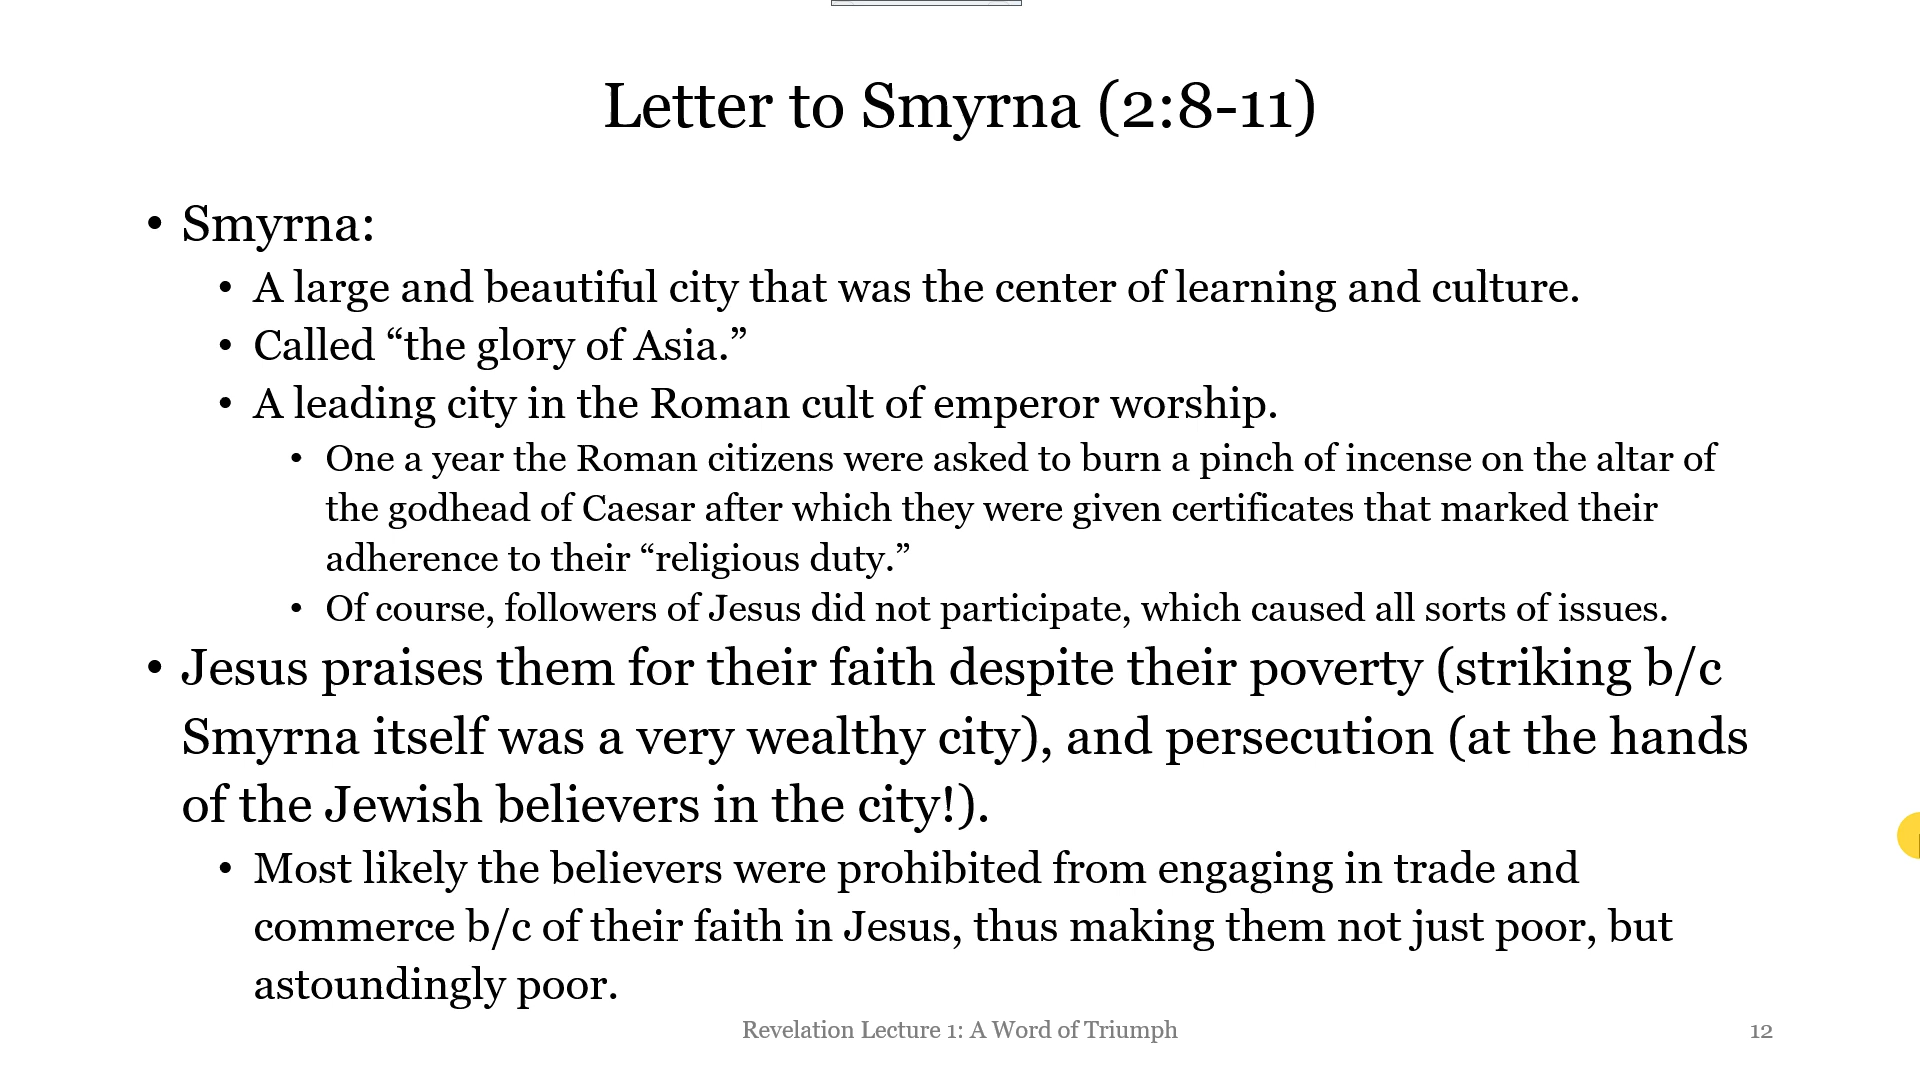 Letter to Smyrna (2:8-11)
• Smyrna:
• A large and beautiful city that was the center of learning and culture.
• Called “the glory of Asia.”
• A leading city in the Roman cult of emperor worship.
• One a year the Roman citizens were asked to burn a pinch of incense on the altar of
the godhead of Caesar after which they were given certificates that marked their
adherence to their “religious duty.”
• Of course, followers of Jesus did not participate, which caused all sorts of issues.
• Jesus praises them for their faith despite their poverty (striking b/c
Smyrna itself was a very wealthy city), and persecution (at the hands
of the Jewish believers in the city!).
• Most likely the believers were prohibited from engaging in trade and
commerce b/c of their faith in Jesus, thus making them not just poor, but
astoundingly poor.
Revelation Lecture 1: A Word of Triumph
12